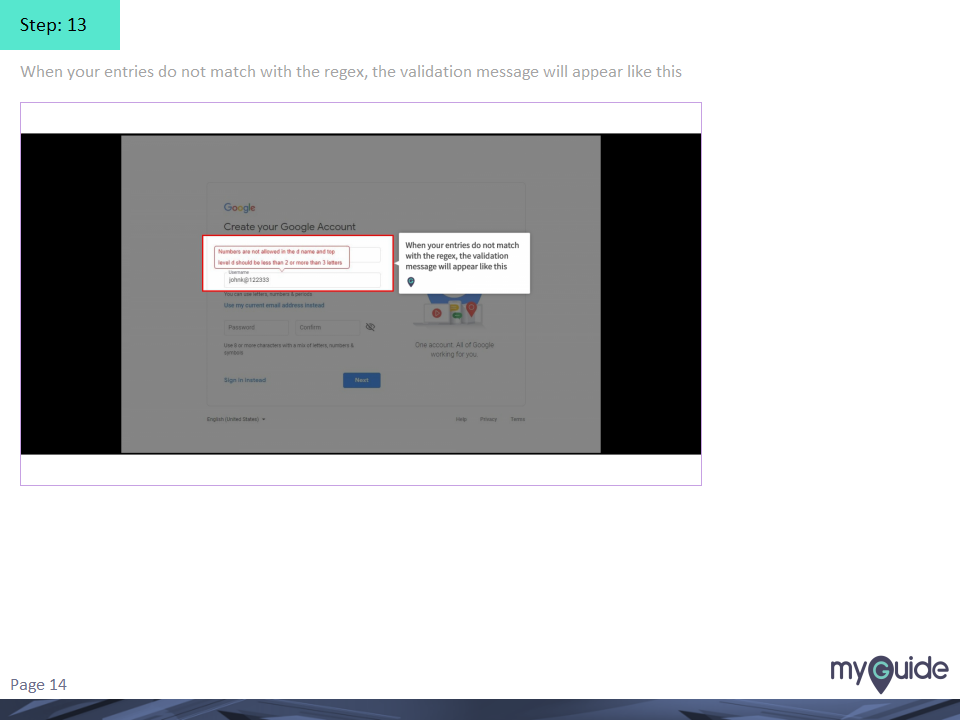 Step: 13
When your entries do not match with the regex, the validation message will appear like this
Google
Create your Google Account
Numbers are not allowed in the d name and top
level d should be less than 2 or more than 3 letters
Username
johnk@122333
You can use letters, numbers & periods
Use my current email address instead
Password
Confirm
Use 8 or more characters with a mix of letters, numbers &
symbols
Sign in instead
Next
When your entries do not match
with the regex, the validation
message will appear like this
One account. All of Google
working for you.
English (United States)
Help
Privacy
Terms
Page 14
myGuide